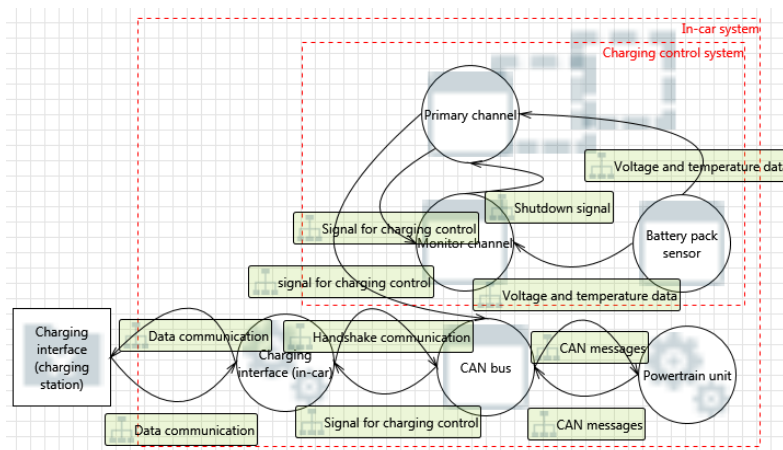 In-car system
Charging control system
Primary channel
Voltage and temperature data
Shutdown signal
Signal for charging control
Monitor channel
Battery pack
sensor
signal for charging control
Voltage and temperature data
Charging
interface
(charging
station)
Data communication
Charging
interface (in-car)
Handshake communication
CAN bus
CAN messages
Powertrain unit
Data communication
Signal for charging control
CAN messages